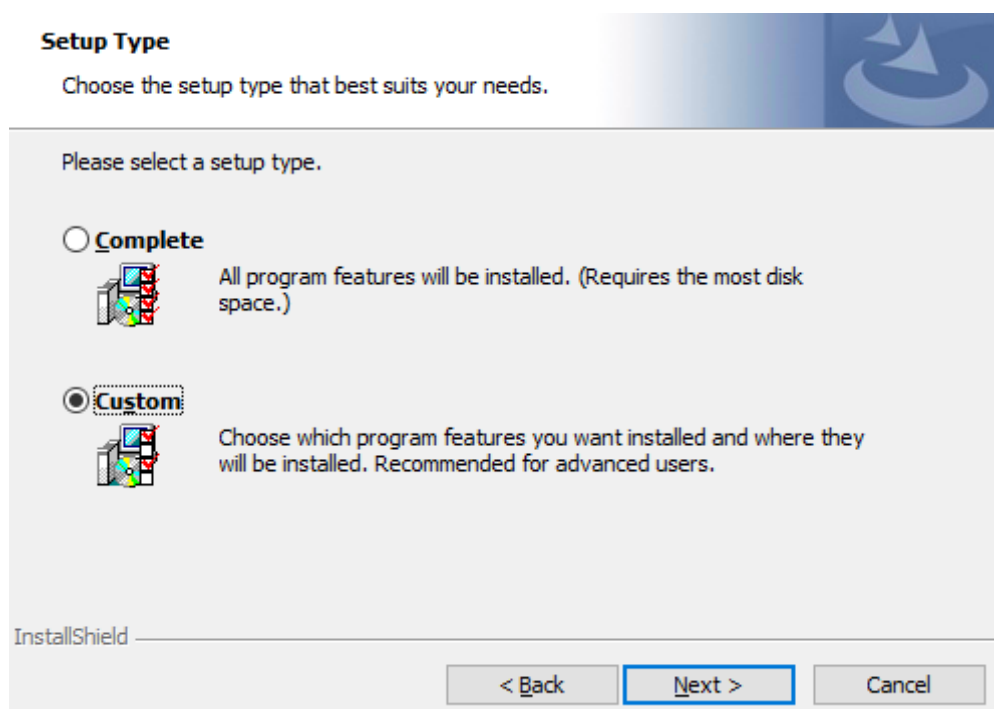 Setup Type
Choose the setup type that best suits your needs.
Please select a setup type.
Complete
All program features will be installed. (Requires the most disk
space.)
Custom
Choose which program features you want installed and where they
will be installed. Recommended for advanced users.
InstallShield
< Back Next > Cancel